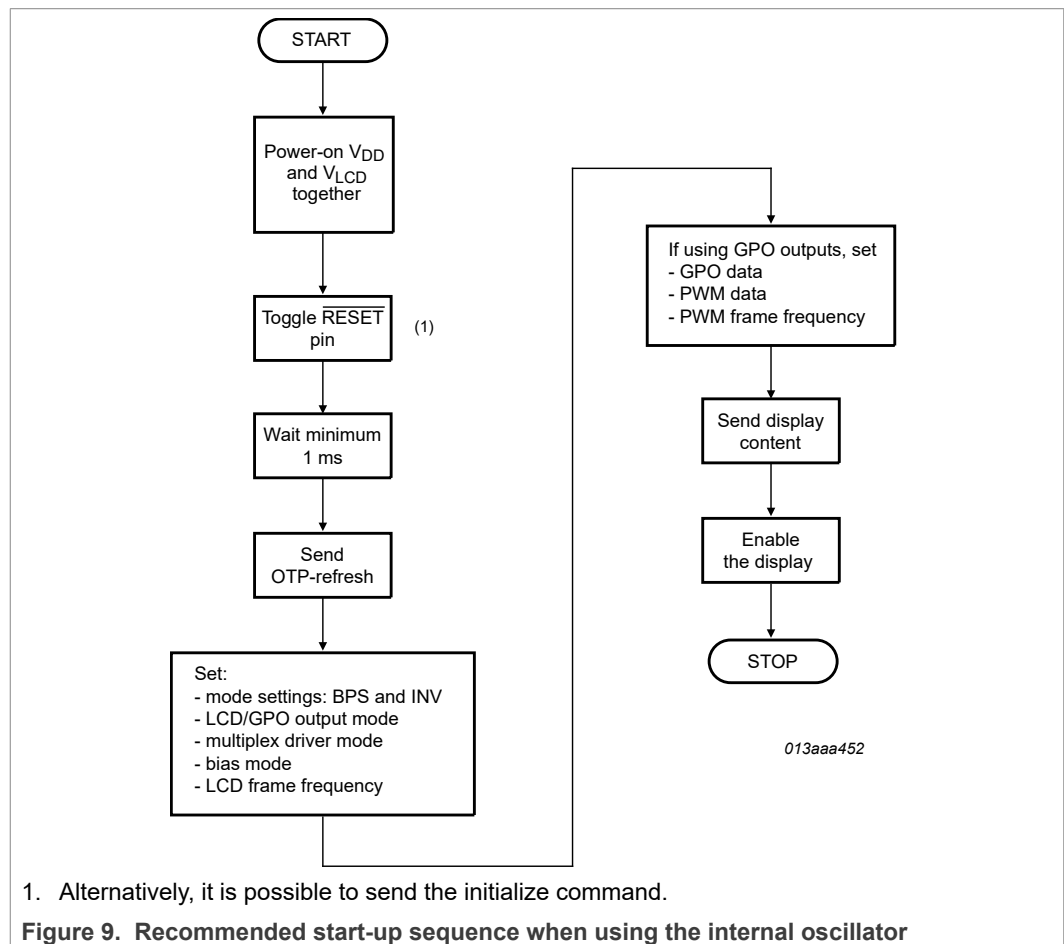 START
Power-on VDD
and VLCD
together
Toggle RESET
pin
(1)
Wait minimum
1 ms
Send
OTP-refresh
Set:
- mode settings: BPS and INV
- LCD/GPO output mode
- multiplex driver mode
- bias mode
- LCD frame frequency
If using GPO outputs, set
- GPO data
- PWM data
- PWM frame frequency
Send display
content
Enable
the display
STOP
013aaa452
1. Alternatively, it is possible to send the initialize command.
Figure 9. Recommended start-up sequence when using the internal oscillator